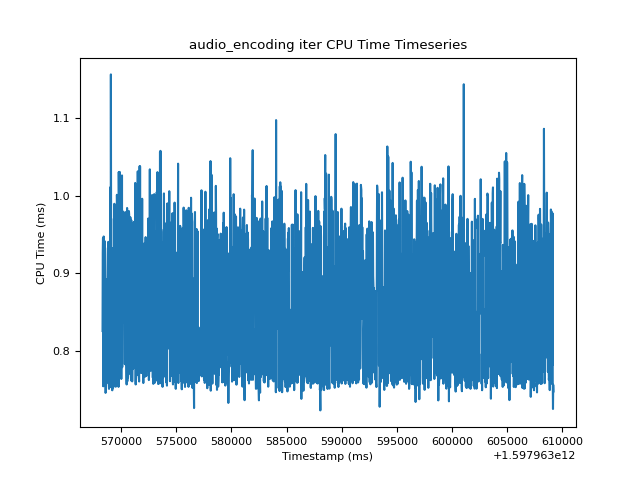 audio_encoding iter CPU Time Timeseries
CPU Time (ms)
1.1
1.0
0.9
0.8
570000 575000 580000 585000 590000 595000 600000 605000 610000
Timestamp (ms)
+1.597963e12